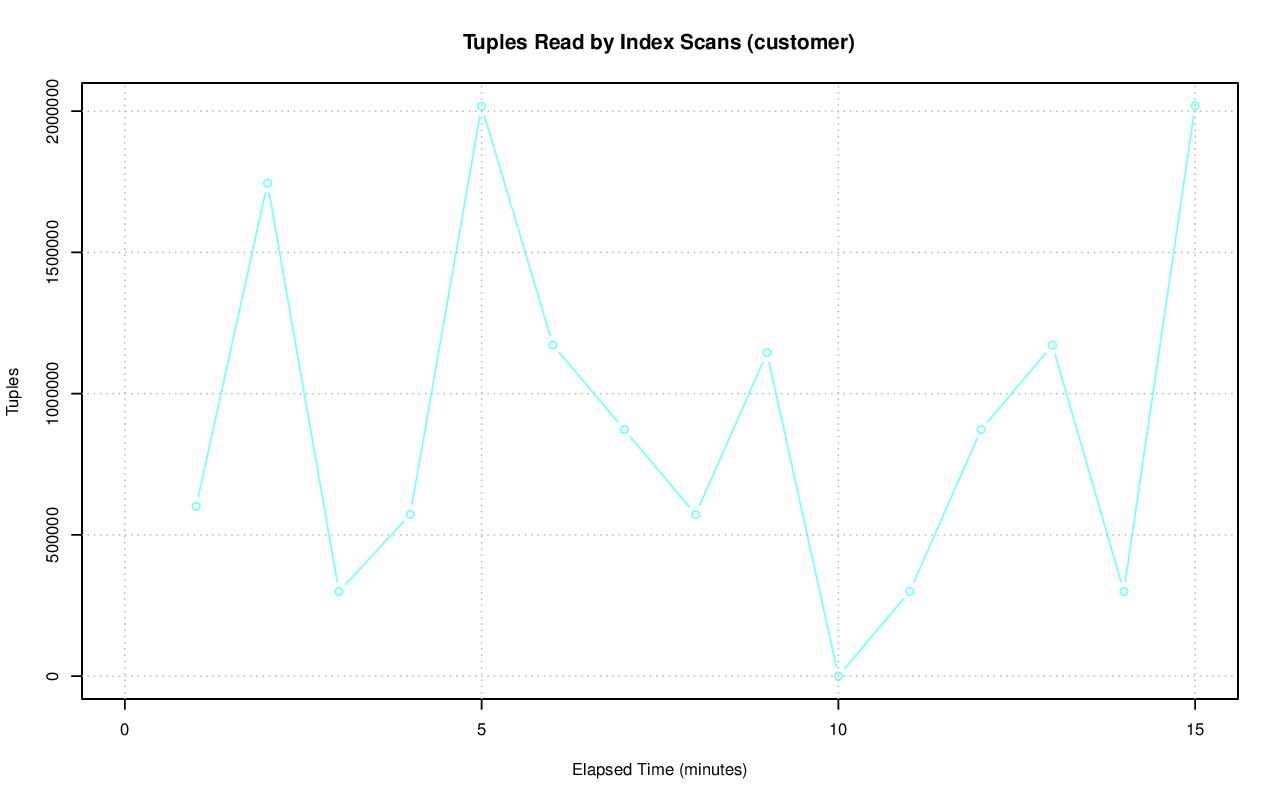 Tuples Read by Index Scans (customer)
Tuples
2000000
1500000
1000000
500000
0
0 5 10 15
Elapsed Time (minutes)